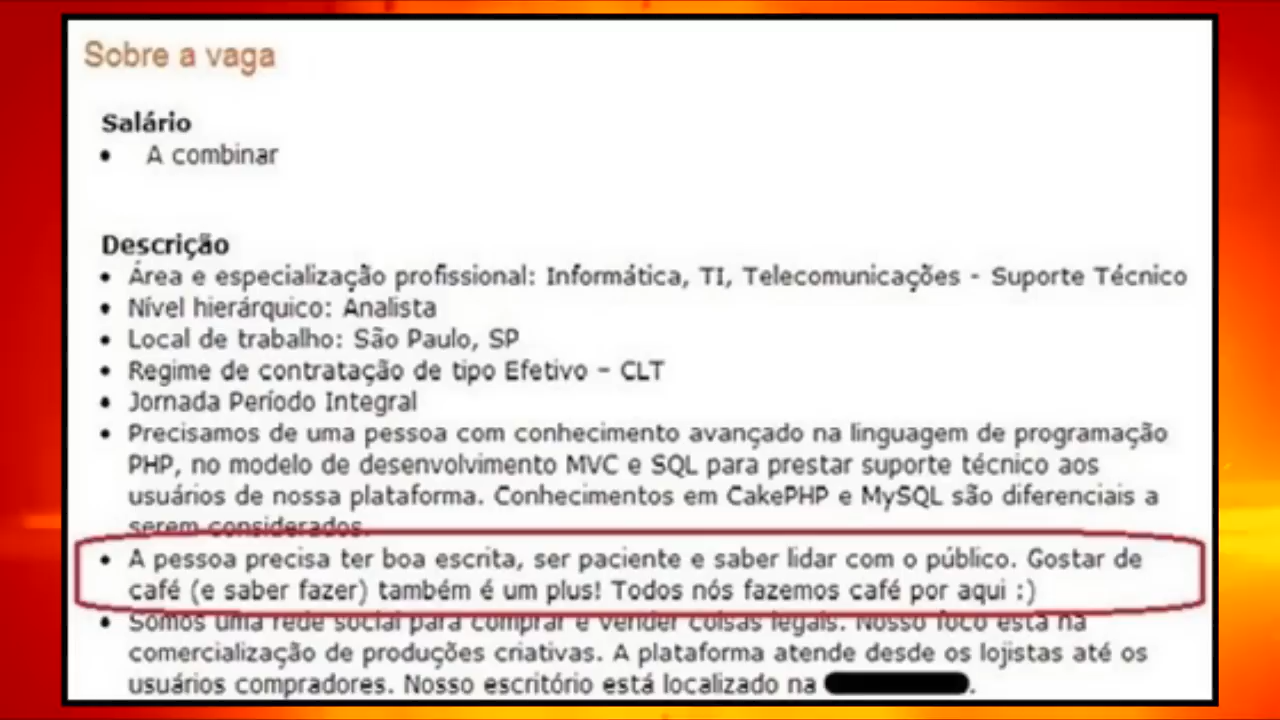 Sobre a vaga
Salário
• A combinar
Descrição
• Área e especialização profissional: Informática, TI, Telecomunicações - Suporte Técnico
• Nível hierárquico: Analista
• Local de trabalho: São Paulo, SP
• Regime de contratação de tipo Efetivo – CLT
• Jornada Período Integral
• Precisamos de uma pessoa com conhecimento avançado na linguagem de programação
PHP, no modelo de desenvolvimento MVC e SQL para prestar suporte técnico aos
usuários de nossa plataforma. Conhecimentos em CakePHP e MySQL são diferenciais a
serem considerados.
• A pessoa precisa ter boa escrita, ser paciente e saber lidar com o público. Gostar de
café (e saber fazer) também é um plus! Todos nós fazemos café por aqui :)
• Somos uma rede social para comprar e vender coisas legais. Nosso foco está na
comercialização de produções criativas. A plataforma atende desde os lojistas até os
usuários compradores. Nosso escritório está localizado na .